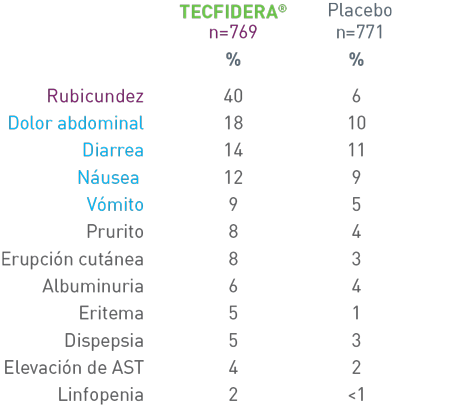 TECFIDERA® Placebo
n=769 n=771
% %
Rubicundez 40 6
Dolor abdominal 18 10
Diarrea 14 11
Náusea 12 9
Vómito 9 5
Prurito 8 4
Erupción cutánea 8 3
Albuminuria 6 4
Eritema 5 1
Dispepsia 5 3
Elevación de AST 4 2
Linfopenia 2 <1